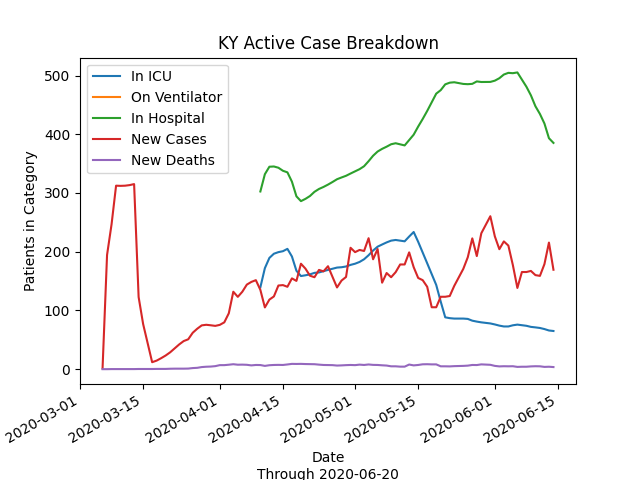 KY Active Case Breakdown
In ICU
On Ventilator
In Hospital
New Cases
New Deaths
Patients in Category
500
400
300
200
100
0
2020-03-01
2020-03-15
2020-04-01
2020-04-15
2020-05-01
2020-05-15
2020-06-01
2020-06-15
Date
Through 2020-06-20